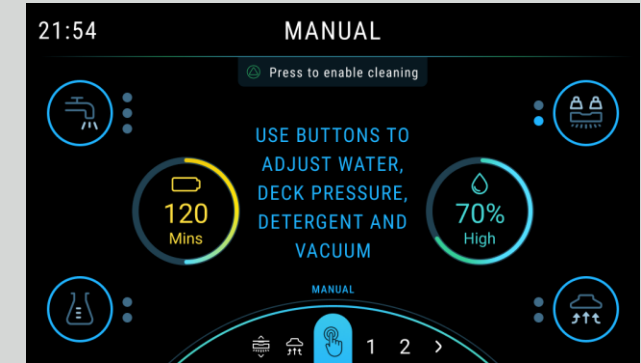 21:54
MANUAL
Press to enable cleaning
USE BUTTONS TO
ADJUST WATER,
DECK PRESSURE,
DETERGENT AND
VACUUM
120
Mins
70%
High
MANUAL
1 2